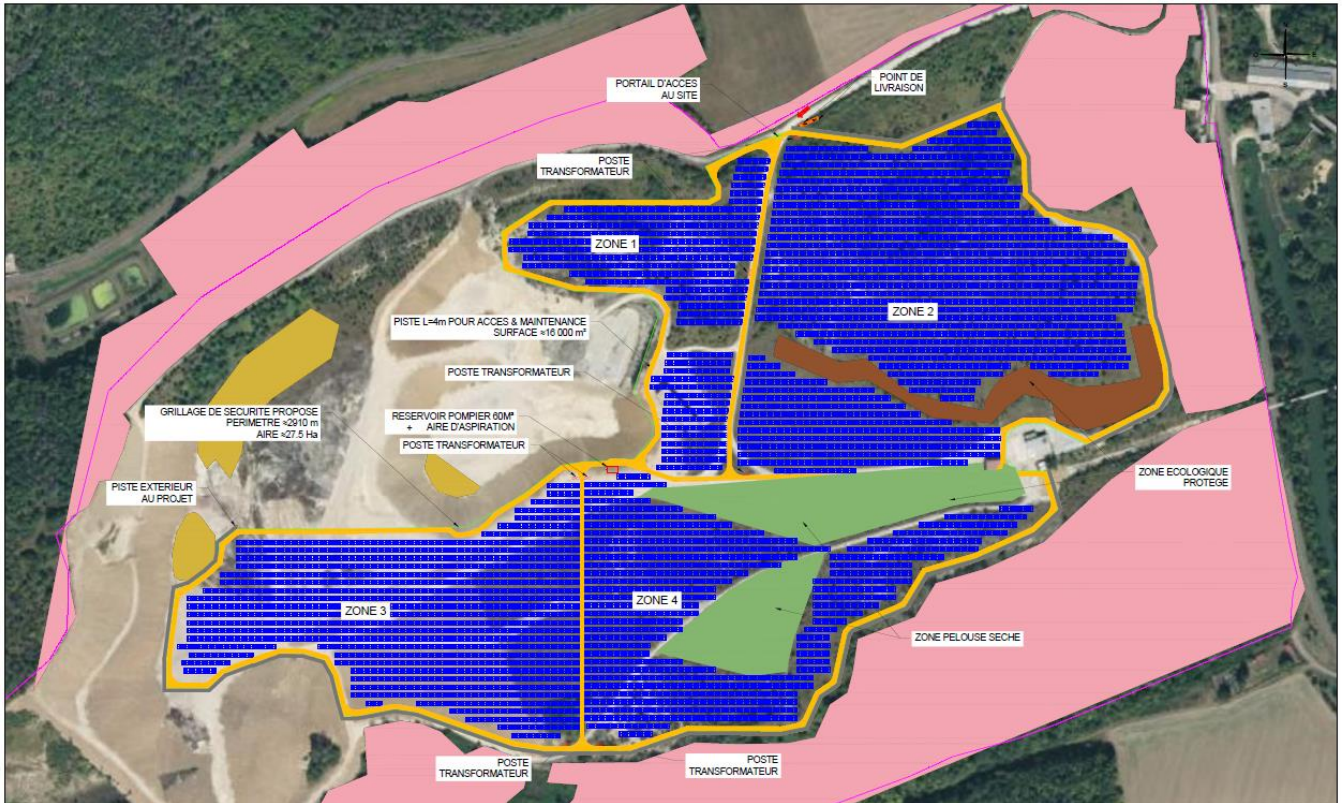 PORTAIL D'ACCES
AU SITE
POINT DE
LIVRAISON
POSTE
TRANSFORMATEUR
ZONE 1
ZONE 2
PISTE L=4m POUR ACCES & MAINTENANCE
SURFACE ≈16 000 m²
POSTE TRANSFORMATEUR
GRILLAGE DE SECURITE PROPOSE
PERIMETRE ≈2910 m
AIRE ≈27.5 Ha
RESERVOIR POMPIER 60M³
+ AIRE D'ASPIRATION
POSTE TRANSFORMATEUR
PISTE EXTERIEUR
AU PROJET
ZONE ECOLOGIQUE
PROTEGE
ZONE 3
ZONE 4
ZONE PELOUSE SECHE
POSTE
TRANSFORMATEUR
POSTE
TRANSFORMATEUR